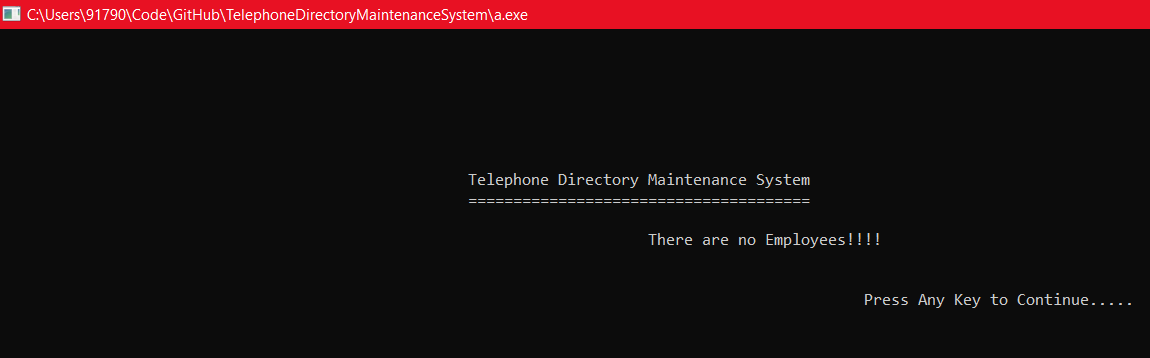 C:\Users\91790\Code\GitHub\TelephoneDirectoryMaintenanceSystem\a.exe
Telephone Directory Maintenance System
======================================
There are no Employees!!!!
Press Any Key to Continue.....